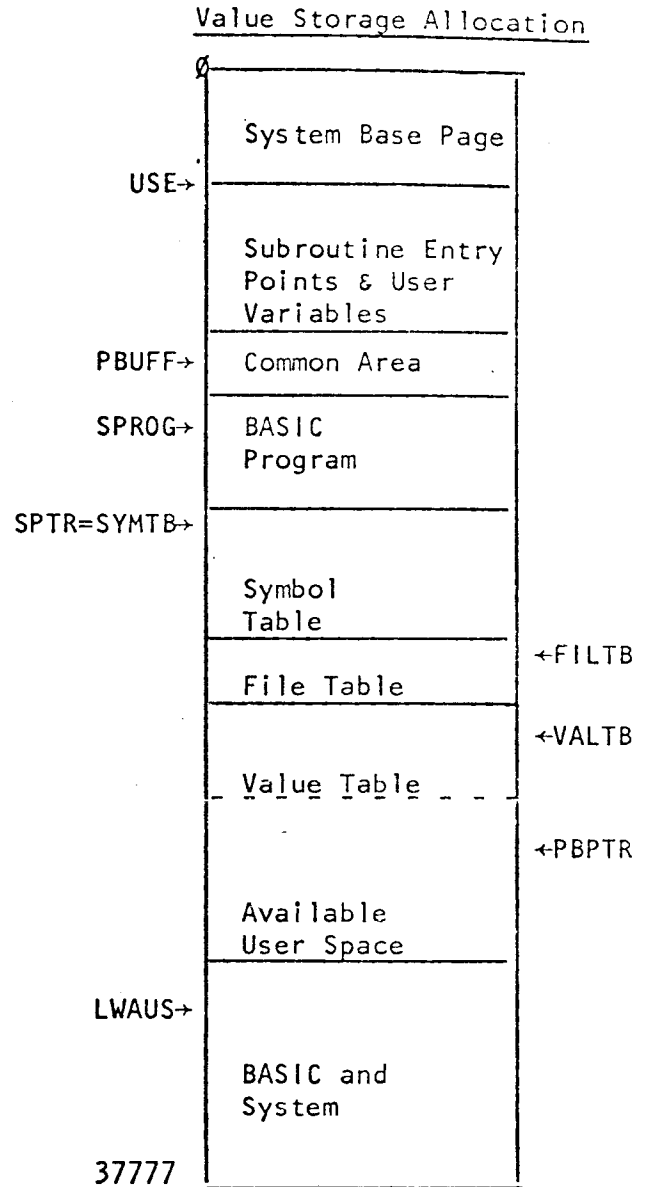 Value Storage Allocation
Ø
System Base Page
USE→
Subroutine Entry
Points & User
Variables
PBUFF→ Common Area
SPROG→ BASIC
Program
SPTR=SYMTB→
Symbol
Table
←FILTB
File Table
←VALTB
Value Table
←PBPTR
Available
User Space
LWAUS→
BASIC and
System
37777